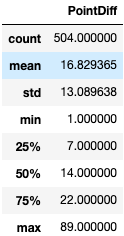 PointDiff
count 504.000000
mean 16.829365
std 13.089638
min 1.000000
25% 7.000000
50% 14.000000
75% 22.000000
max 89.000000